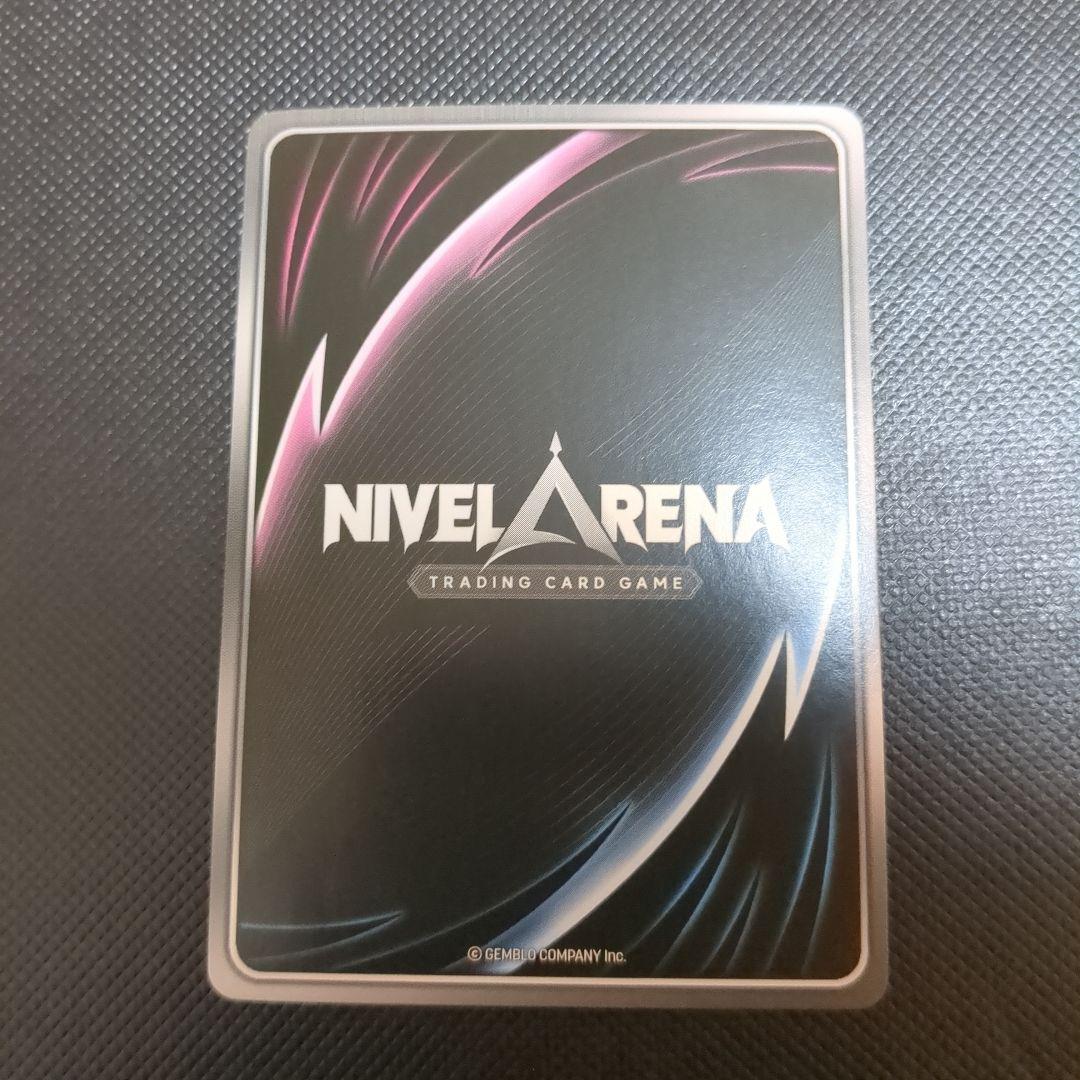 NIVEL ARENA
TRADING CARD GAME
© GEMBLO COMPANY Inc.